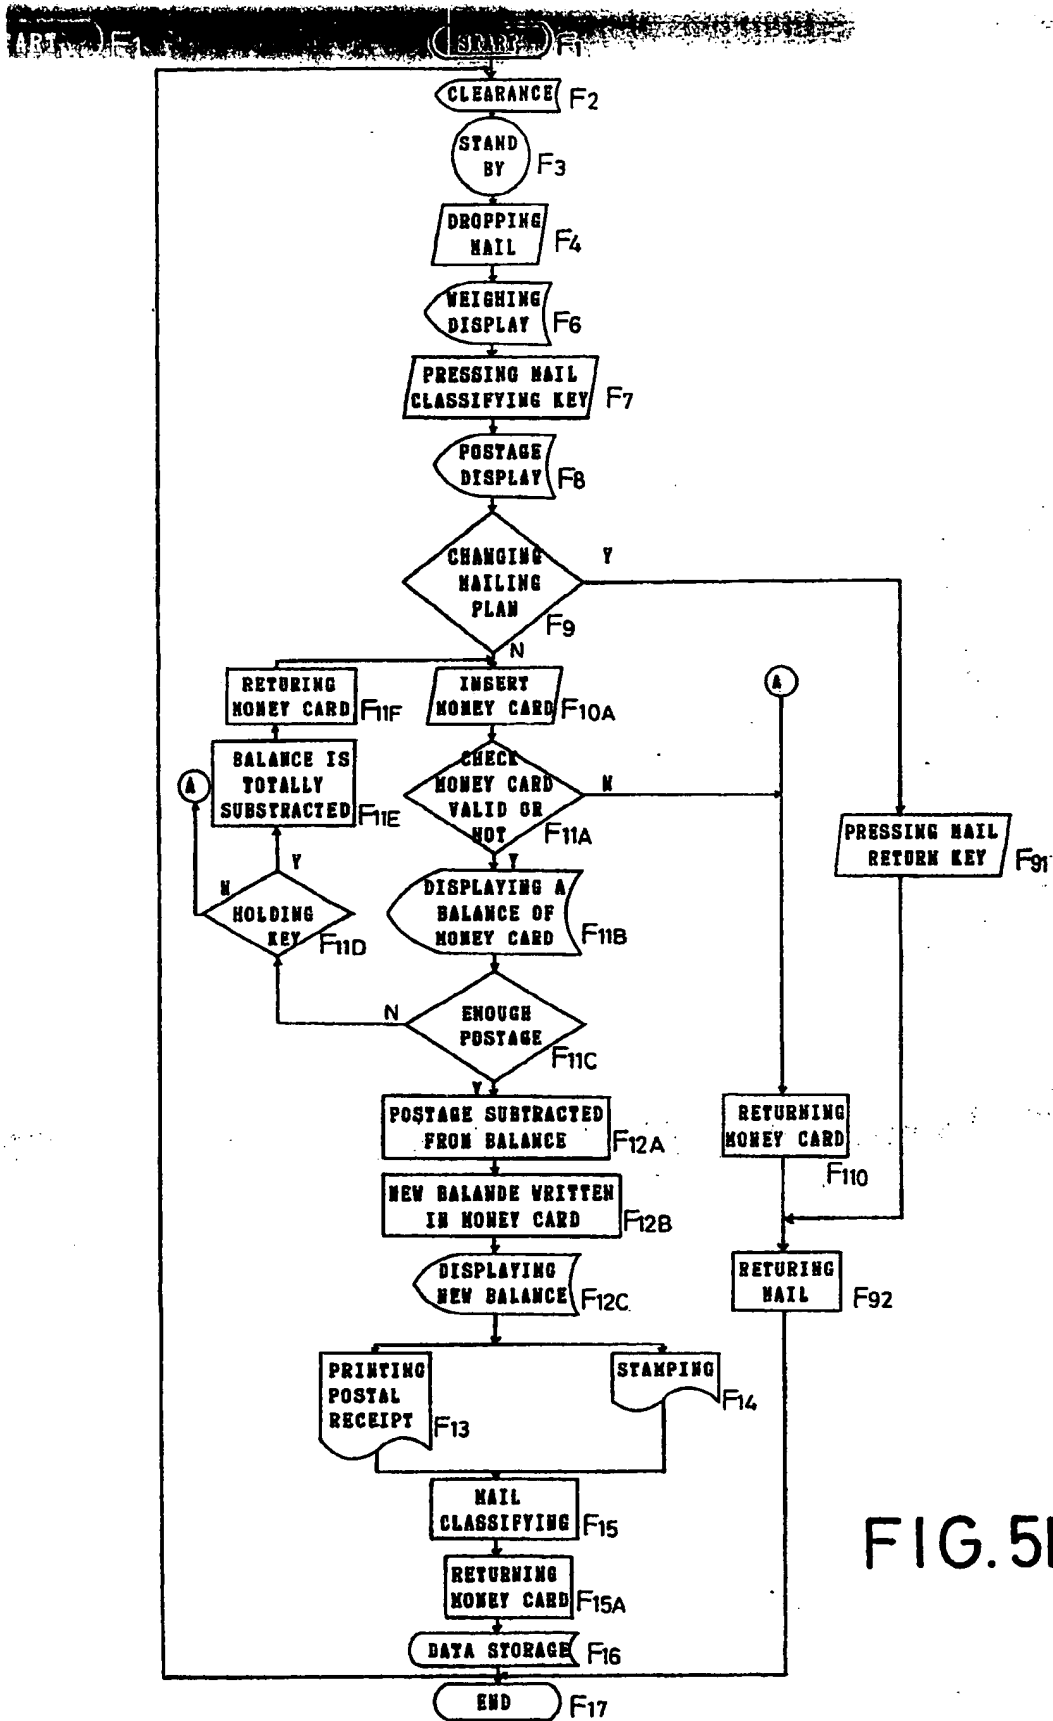 ART F1
START F1
CLEARANCE F2
STAND
BY F3
DROPPING
MAIL F4
WEIGHING
DISPLAY F6
PRESSING MAIL
CLASSIFYING KEY F7
POSTAGE
DISPLAY F8
CHANGING
MAILING
PLAN F9
Y
N
RETURING
MONEY CARD F11F
INSERT
MONEY CARD F10A
A
BALANCE IS
TOTALLY
SUBSTRACTED F11E
A
CHECK
MONEY CARD
VALID OR
NOT F11A
N
Y
PRESSING MAIL
RETURN KEY F91
Y
N
HOLDING
KEY F11D
DISPLAYING A
BALANCE OF
MONEY CARD F11B
N
ENOUGH
POSTAGE F11C
Y
POSTAGE SUBTRACTED
FROM BALANCE F12A
RETURNING
MONEY CARD F110
NEW BALANDE WRITTEN
IN MONEY CARD F12B
DISPLAYING
NEW BALANCE F12C
RETURING
MAIL F92
PRINTING
POSTAL
RECEIPT F13
STAMPING F14
MAIL
CLASSIFYING F15
RETURNING
MONEY CARD F15A
DATA STORAGE F16
END F17
FIG. 5